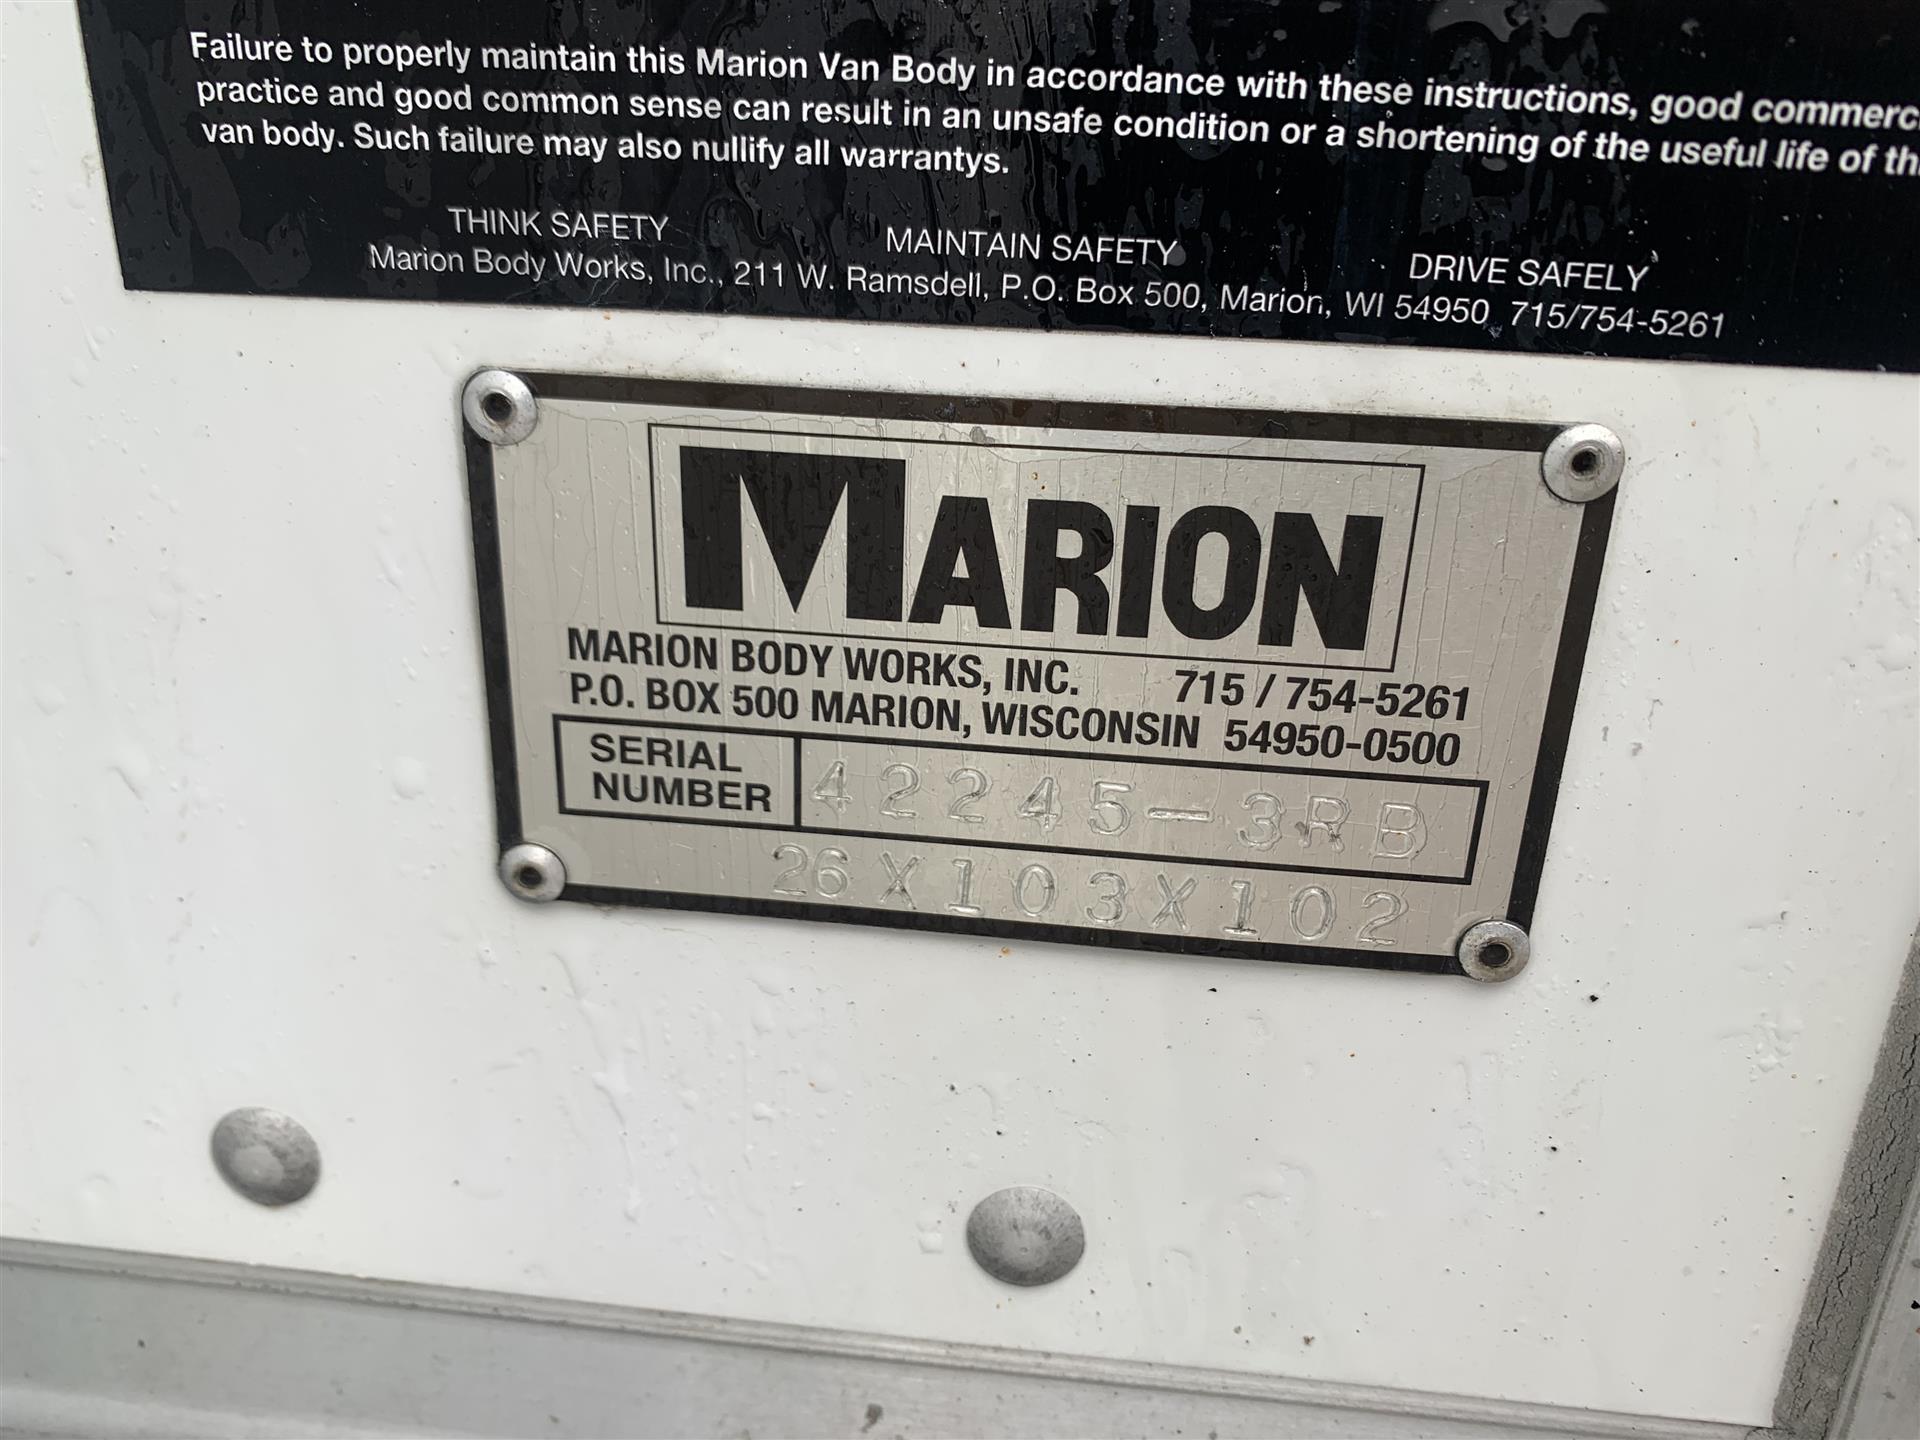 Failure to properly maintain this Marion Van Body in accordance with these instructions, good commerc
practice and good common sense can result in an unsafe condition or a shortening of the useful life of th
van body. Such failure may also nullify all warrantys.
THINK SAFETY MAINTAIN SAFETY DRIVE SAFELY
Marion Body Works, Inc., 211 W. Ramsdell, P.O. Box 500, Marion, WI 54950 715/754-5261
MARION
MARION BODY WORKS, INC. 715 / 754-5261
P.O. BOX 500 MARION, WISCONSIN 54950-0500
SERIAL
NUMBER 42245-3RB
26X103X102